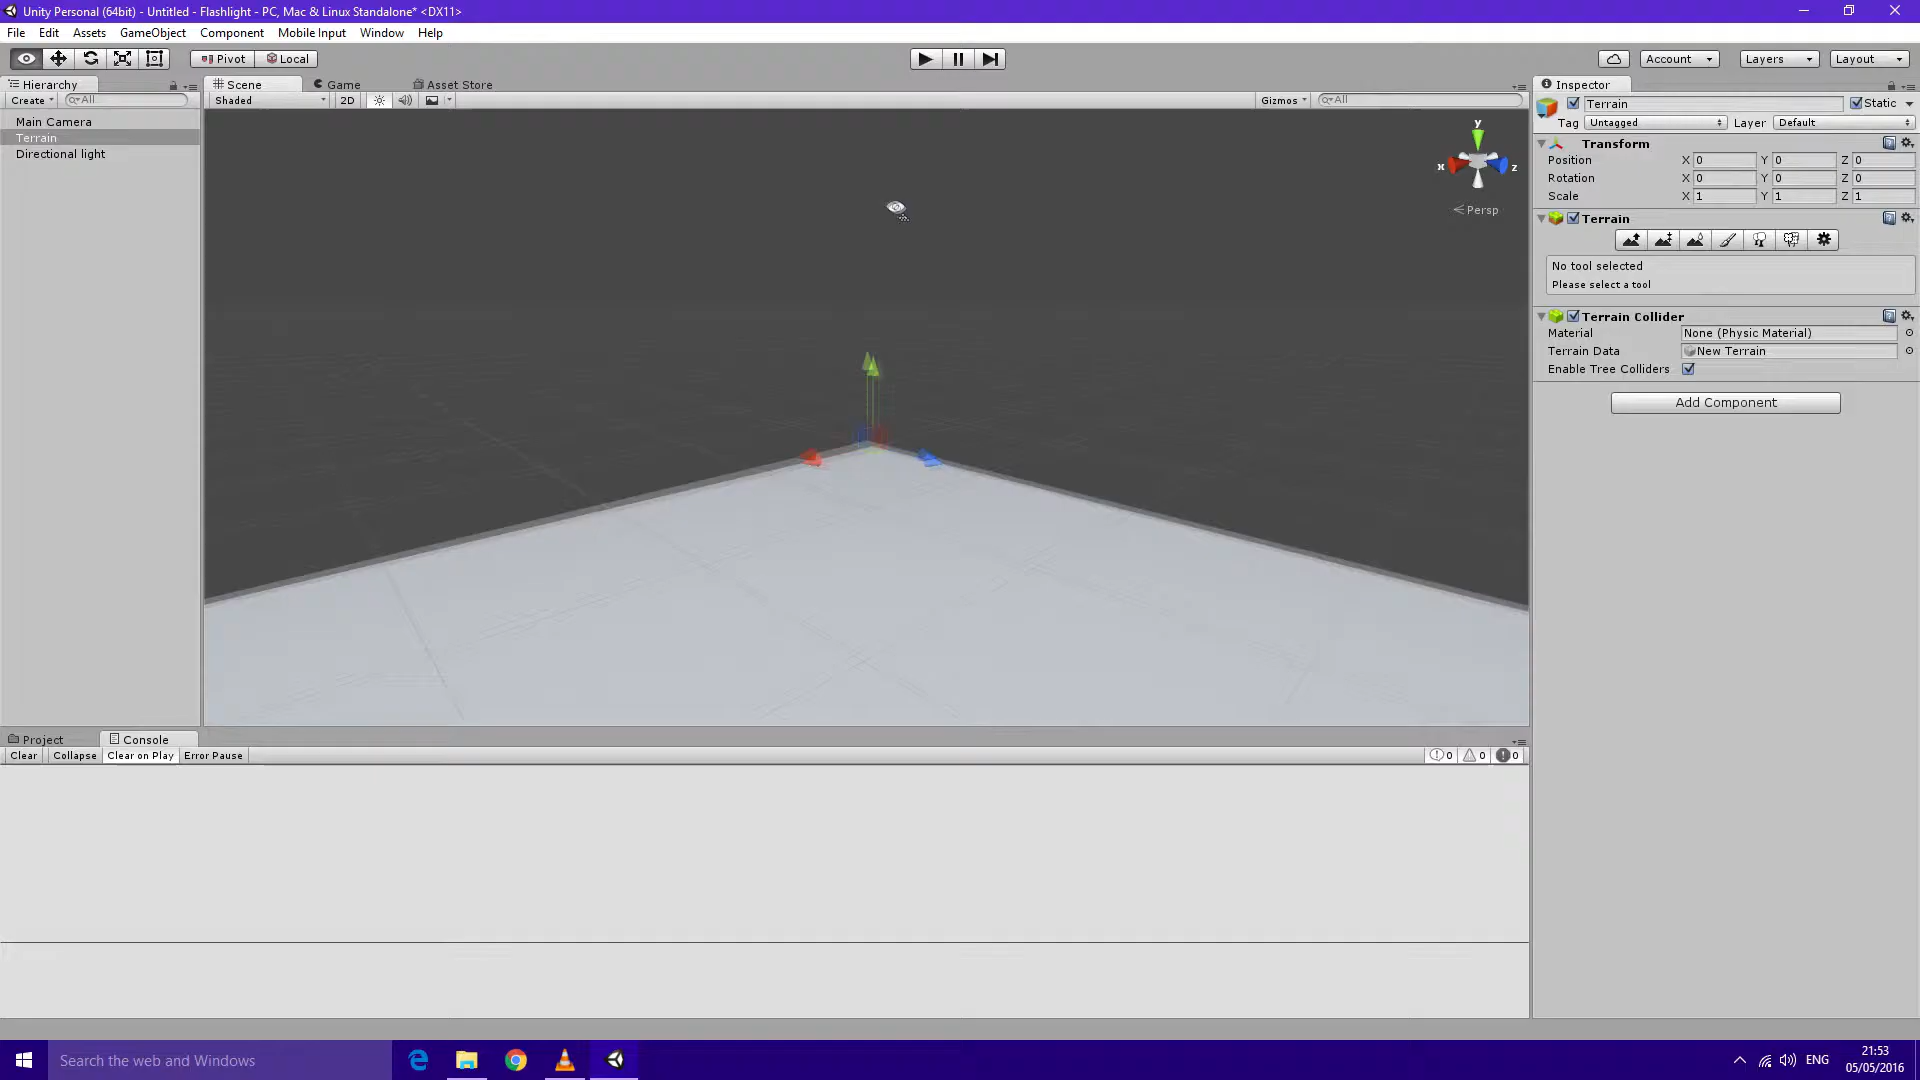 Unity Personal (64bit) - Untitled - Flashlight - PC, Mac & Linux Standalone* <DX11>
File Edit Assets GameObject Component Mobile Input Window Help
Pivot Local Account Layers Layout
Hierarchy
Create All
Main Camera
Terrain
Directional light
Scene Game Asset Store
Shaded 2D Gizmos All
y
x z
< Persp
Inspector
Terrain Static
Tag Untagged Layer Default
Transform
Position X 0 Y 0 Z 0
Rotation X 0 Y 0 Z 0
Scale X 1 Y 1 Z 1
Terrain
No tool selected
Please select a tool
Terrain Collider
Material None (Physic Material)
Terrain Data New Terrain
Enable Tree Colliders
Add Component
Project Console
Clear Collapse Clear on Play Error Pause 0 0 0
Search the web and Windows
ENG
21:53
05/05/2016